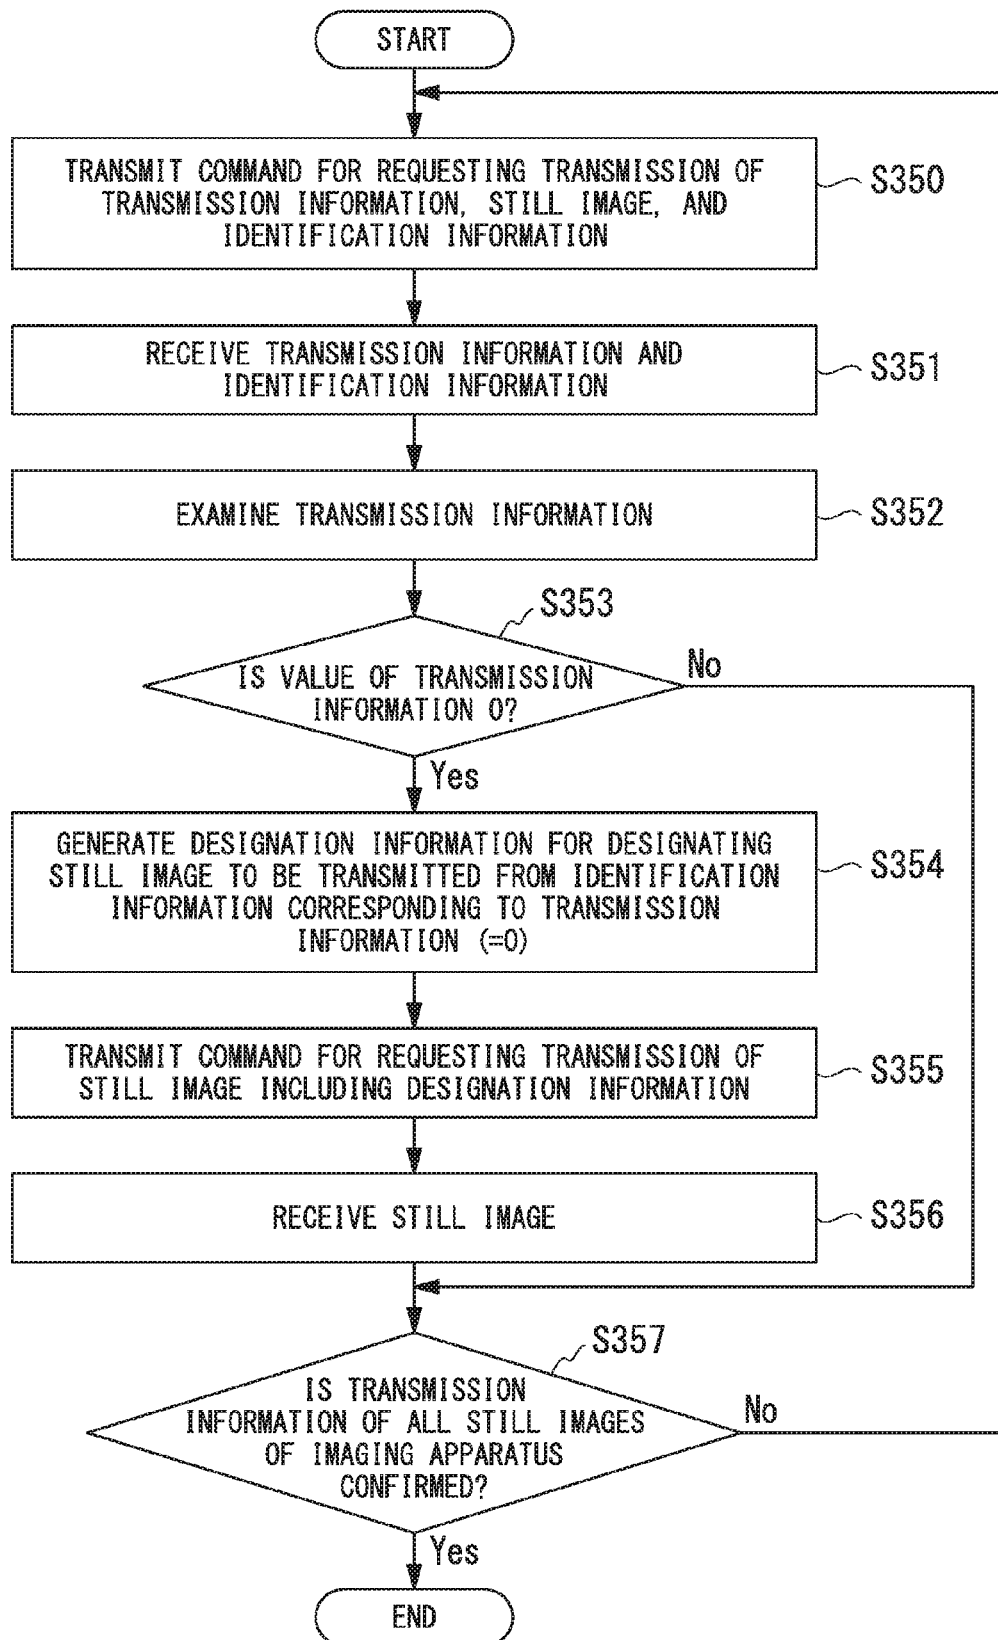 START
TRANSMIT COMMAND FOR REQUESTING TRANSMISSION OF
TRANSMISSION INFORMATION, STILL IMAGE, AND
IDENTIFICATION INFORMATION
S350
RECEIVE TRANSMISSION INFORMATION AND
IDENTIFICATION INFORMATION
S351
EXAMINE TRANSMISSION INFORMATION
S352
S353
IS VALUE OF TRANSMISSION
INFORMATION 0?
No
Yes
GENERATE DESIGNATION INFORMATION FOR DESIGNATING
STILL IMAGE TO BE TRANSMITTED FROM IDENTIFICATION
INFORMATION CORRESPONDING TO TRANSMISSION
INFORMATION (=0)
S354
TRANSMIT COMMAND FOR REQUESTING TRANSMISSION OF
STILL IMAGE INCLUDING DESIGNATION INFORMATION
S355
RECEIVE STILL IMAGE
S356
S357
IS TRANSMISSION
INFORMATION OF ALL STILL IMAGES
OF IMAGING APPARATUS
CONFIRMED?
No
Yes
END